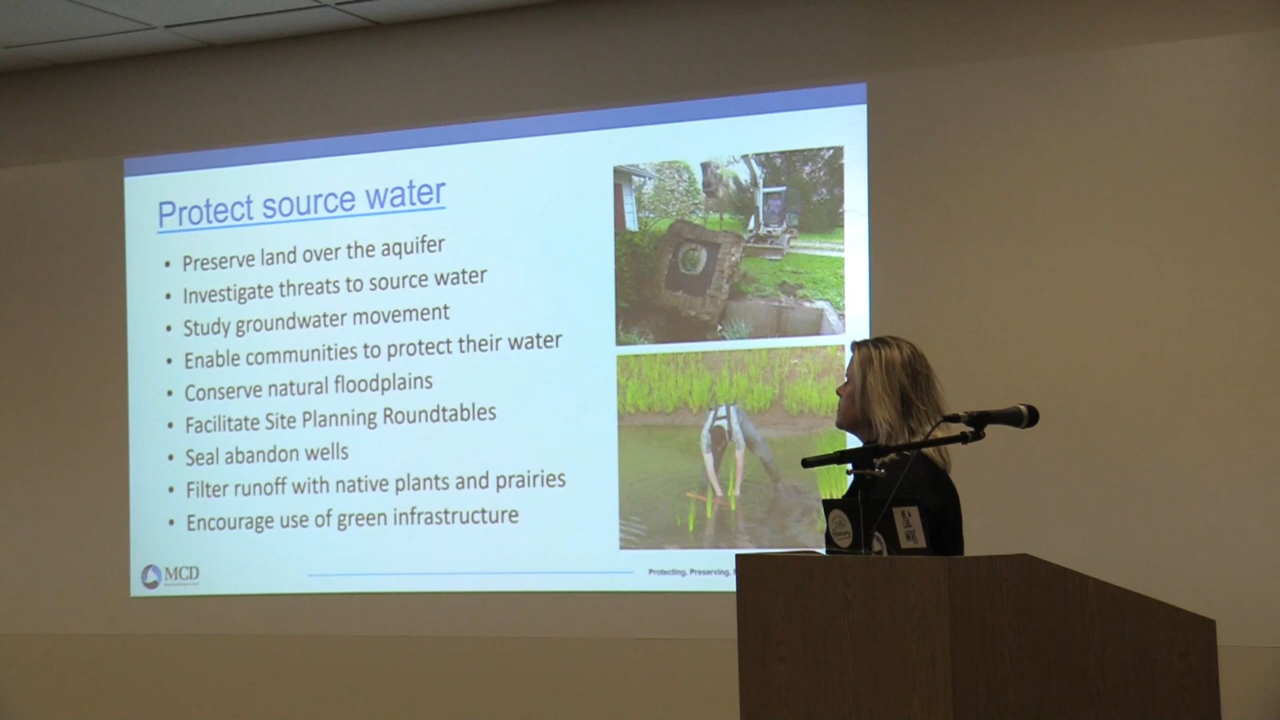 Protect source water
• Preserve land over the aquifer
• Investigate threats to source water
• Study groundwater movement
• Enable communities to protect their water
• Conserve natural floodplains
• Facilitate Site Planning Roundtables
• Seal abandon wells
• Filter runoff with native plants and prairies
• Encourage use of green infrastructure
MCD
Protecting, Preserving,